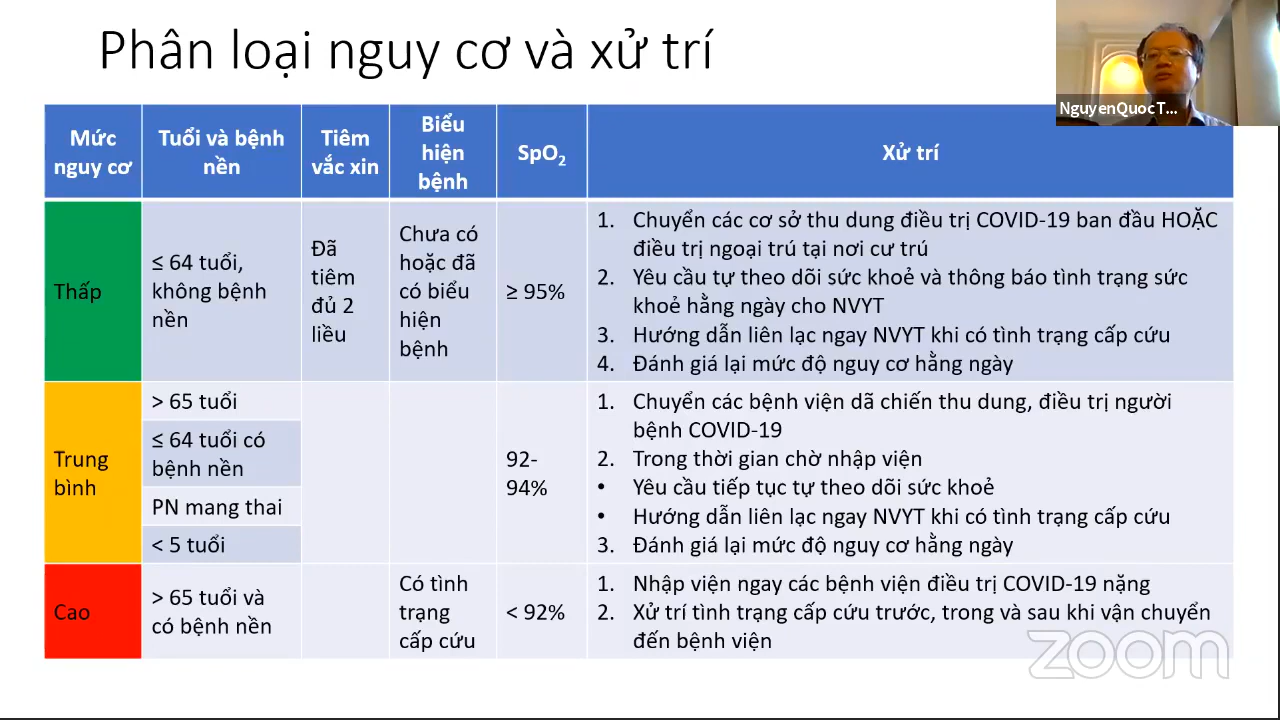 Phân loại nguy cơ và xử trí
NguyenQuocT...
Mức
nguy cơ
Tuổi và bệnh
nền
Tiêm
vắc xin
Biểu
hiện
bệnh
SpO₂
Xử trí
Thấp
≤ 64 tuổi,
không bệnh
nền
Đã
tiêm
đủ 2
liều
Chưa có
hoặc đã
có biểu
hiện
bệnh
≥ 95%
1. Chuyển các cơ sở thu dung điều trị COVID-19 ban đầu HOẶC
điều trị ngoại trú tại nơi cư trú
2. Yêu cầu tự theo dõi sức khoẻ và thông báo tình trạng sức
khoẻ hằng ngày cho NVYT
3. Hướng dẫn liên lạc ngay NVYT khi có tình trạng cấp cứu
4. Đánh giá lại mức độ nguy cơ hằng ngày
Trung
bình
> 65 tuổi
≤ 64 tuổi có
bệnh nền
PN mang thai
< 5 tuổi
92-
94%
1. Chuyển các bệnh viện dã chiến thu dung, điều trị người
bệnh COVID-19
2. Trong thời gian chờ nhập viện
• Yêu cầu tiếp tục tự theo dõi sức khoẻ
• Hướng dẫn liên lạc ngay NVYT khi có tình trạng cấp cứu
3. Đánh giá lại mức độ nguy cơ hằng ngày
Cao
> 65 tuổi và
có bệnh nền
Có tình
trạng
cấp cứu
< 92%
1. Nhập viện ngay các bệnh viện điều trị COVID-19 nặng
2. Xử trí tình trạng cấp cứu trước, trong và sau khi vận chuyển
đến bệnh viện
zoom